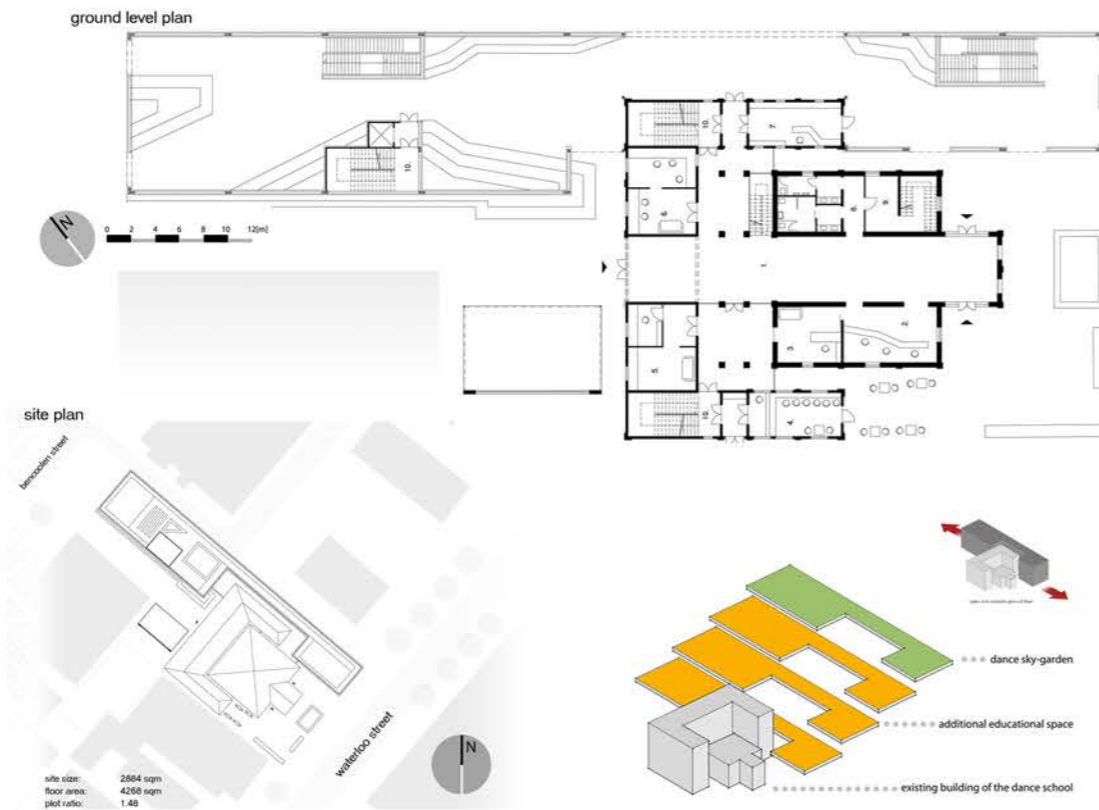 ground level plan
10.
7.
10.
6.
8.
9.
N
0 2 4 6 8 10 12[m]
1.
2.
3.
5.
4.
10.
site plan
bencoolen street
waterloo street
N
site size: 2884 sqm
floor area: 4268 sqm
plot ratio: 1.48
dance sky-garden
additional educational space
existing building of the dance school